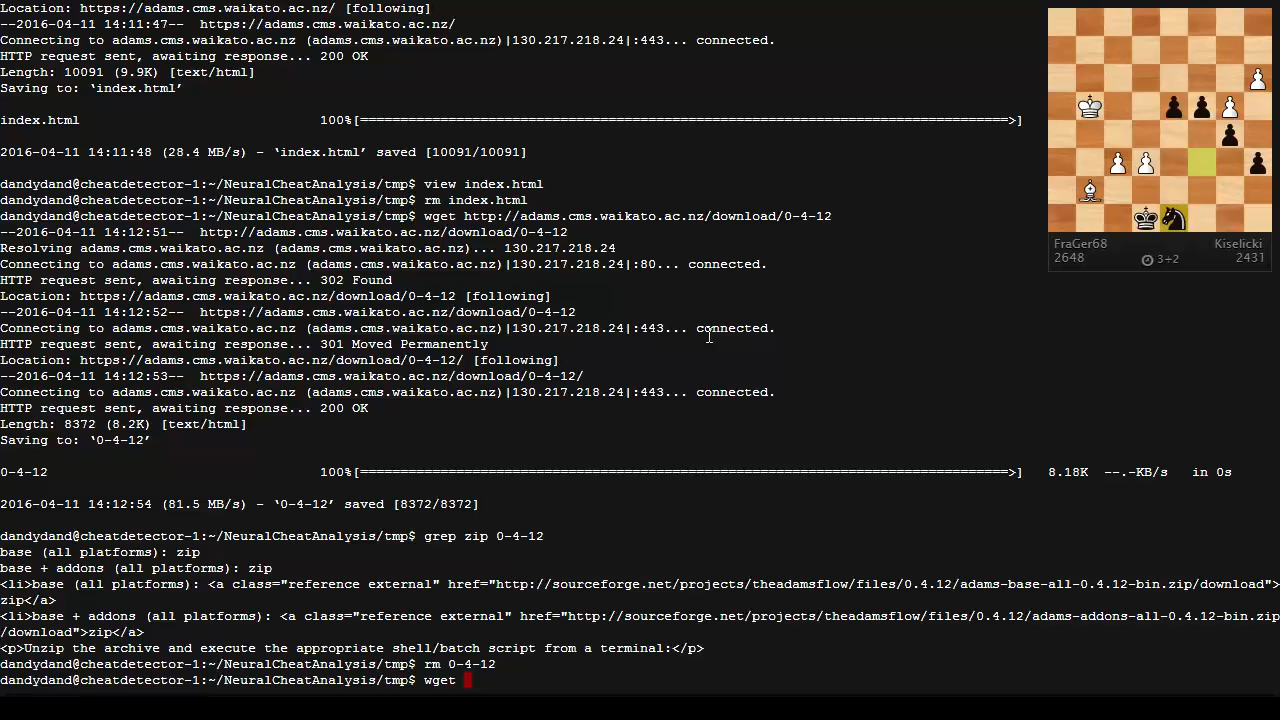 Location: https://adams.cms.waikato.ac.nz/ [following]
--2016-04-11 14:11:47--  https://adams.cms.waikato.ac.nz/
Connecting to adams.cms.waikato.ac.nz (adams.cms.waikato.ac.nz)|130.217.218.24|:443... connected.
HTTP request sent, awaiting response... 200 OK
Length: 10091 (9.9K) [text/html]
Saving to: ‘index.html’
index.html                              100%[=================================================================================>]
2016-04-11 14:11:48 (28.4 MB/s) - ‘index.html’ saved [10091/10091]
dandydand@cheatdetector-1:~/NeuralCheatAnalysis/tmp$ view index.html
dandydand@cheatdetector-1:~/NeuralCheatAnalysis/tmp$ rm index.html
dandydand@cheatdetector-1:~/NeuralCheatAnalysis/tmp$ wget http://adams.cms.waikato.ac.nz/download/0-4-12
--2016-04-11 14:12:51--  http://adams.cms.waikato.ac.nz/download/0-4-12
Resolving adams.cms.waikato.ac.nz (adams.cms.waikato.ac.nz)... 130.217.218.24
Connecting to adams.cms.waikato.ac.nz (adams.cms.waikato.ac.nz)|130.217.218.24|:80... connected.
HTTP request sent, awaiting response... 302 Found
Location: https://adams.cms.waikato.ac.nz/download/0-4-12 [following]
--2016-04-11 14:12:52--  https://adams.cms.waikato.ac.nz/download/0-4-12
Connecting to adams.cms.waikato.ac.nz (adams.cms.waikato.ac.nz)|130.217.218.24|:443... connected.
HTTP request sent, awaiting response... 301 Moved Permanently
Location: https://adams.cms.waikato.ac.nz/download/0-4-12/ [following]
--2016-04-11 14:12:53--  https://adams.cms.waikato.ac.nz/download/0-4-12/
Connecting to adams.cms.waikato.ac.nz (adams.cms.waikato.ac.nz)|130.217.218.24|:443... connected.
HTTP request sent, awaiting response... 200 OK
Length: 8372 (8.2K) [text/html]
Saving to: ‘0-4-12’
0-4-12                                  100%[=================================================================================>]   8.18K  --.-KB/s   in 0s
2016-04-11 14:12:54 (81.5 MB/s) - ‘0-4-12’ saved [8372/8372]
dandydand@cheatdetector-1:~/NeuralCheatAnalysis/tmp$ grep zip 0-4-12
base (all platforms): zip
base + addons (all platforms): zip
<li>base (all platforms): <a class="reference external" href="http://sourceforge.net/projects/theadamsflow/files/0.4.12/adams-base-all-0.4.12-bin.zip/download">
zip</a>
<li>base + addons (all platforms): <a class="reference external" href="http://sourceforge.net/projects/theadamsflow/files/0.4.12/adams-addons-all-0.4.12-bin.zip
/download">zip</a>
<p>Unzip the archive and execute the appropriate shell/batch script from a terminal:</p>
dandydand@cheatdetector-1:~/NeuralCheatAnalysis/tmp$ rm 0-4-12
dandydand@cheatdetector-1:~/NeuralCheatAnalysis/tmp$ wget
FraGer68 Kiselicki
2648 3+2 2431